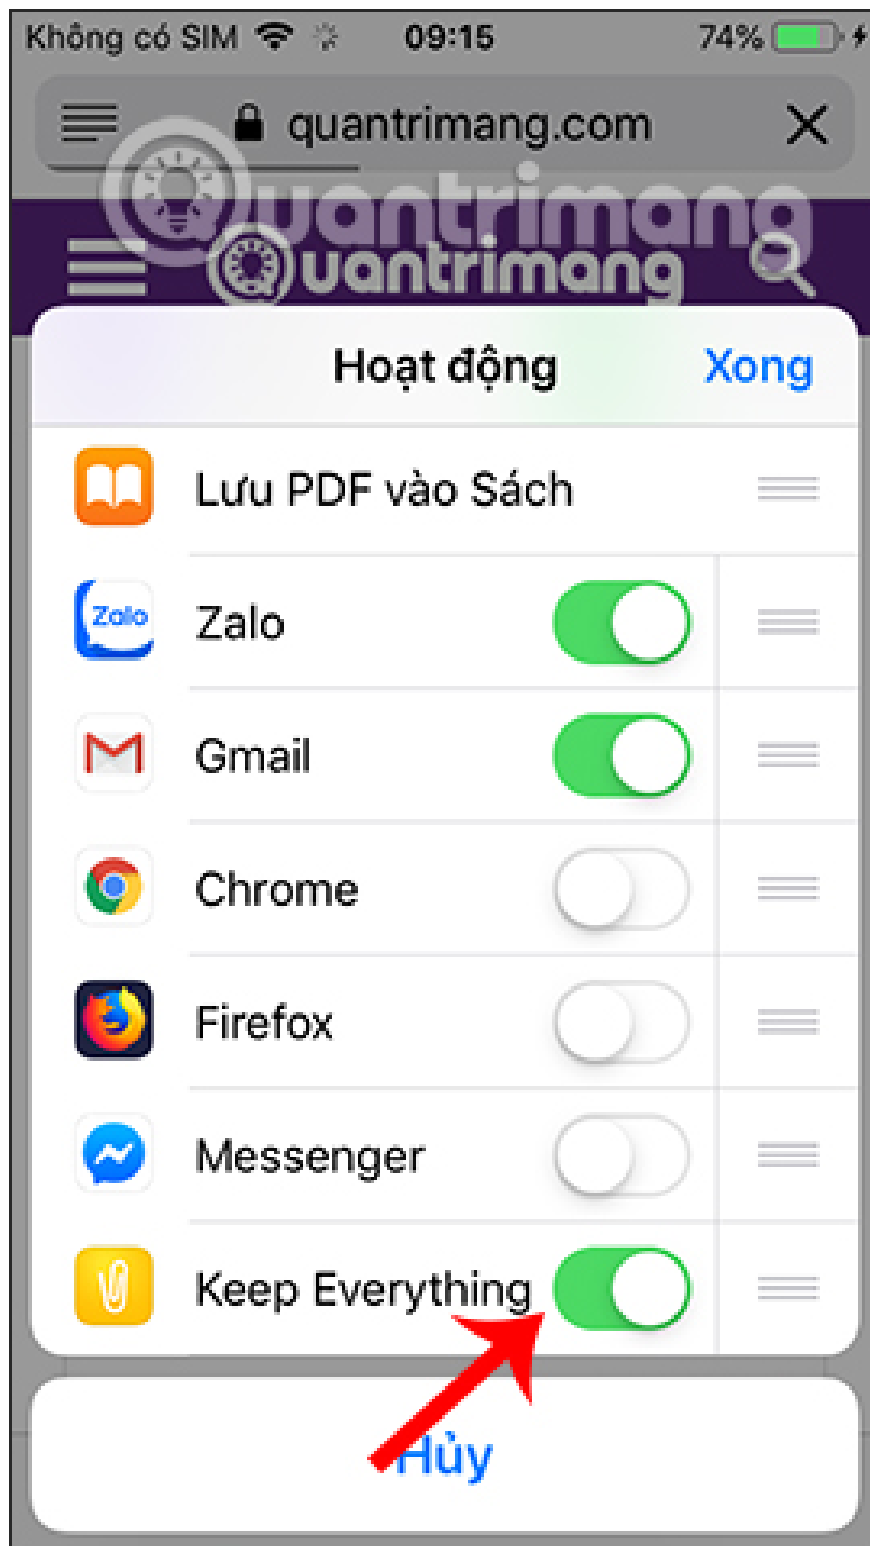 Không có SIM 09:15 74%
quantrimang.com
Quantrimang
Quantrimang
Hoạt động Xong
Lưu PDF vào Sách
Zalo Zalo
Gmail
Chrome
Firefox
Messenger
Keep Everything
Hủy